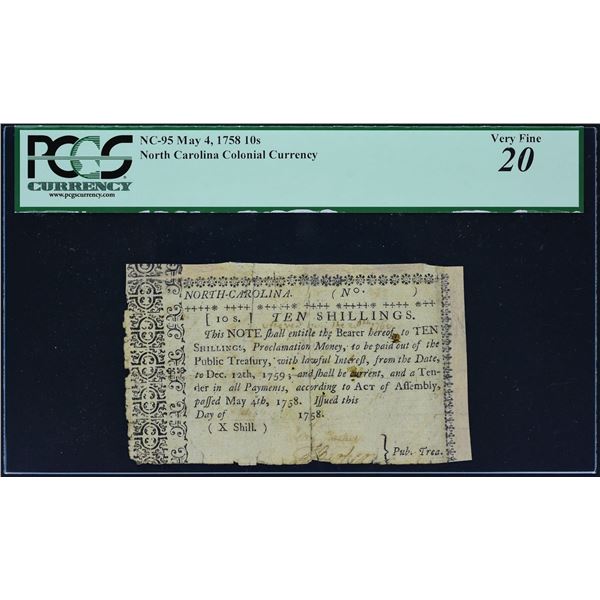 PCGS
CURRENCY
www.pcgscurrency.com
NC-95 May 4, 1758 10s
North Carolina Colonial Currency
Very Fine
20
NORTH-CAROLINA. (No. )
[ 10 s. ] TEN SHILLINGS.
This NOTE shall entitle the Bearer hereof, to TEN
SHILLINGS, Proclamation Money, to be paid out of the
Public Treasury, with lawful Interest, from the Date,
to Dec. 12th, 1759; and shall be current, and a Ten-
der in all Payments, according to ACT of Assembly,
passed May 4th, 1758. Issued this
Day of 1758.
( X Shill. )
} Pub. Trea.